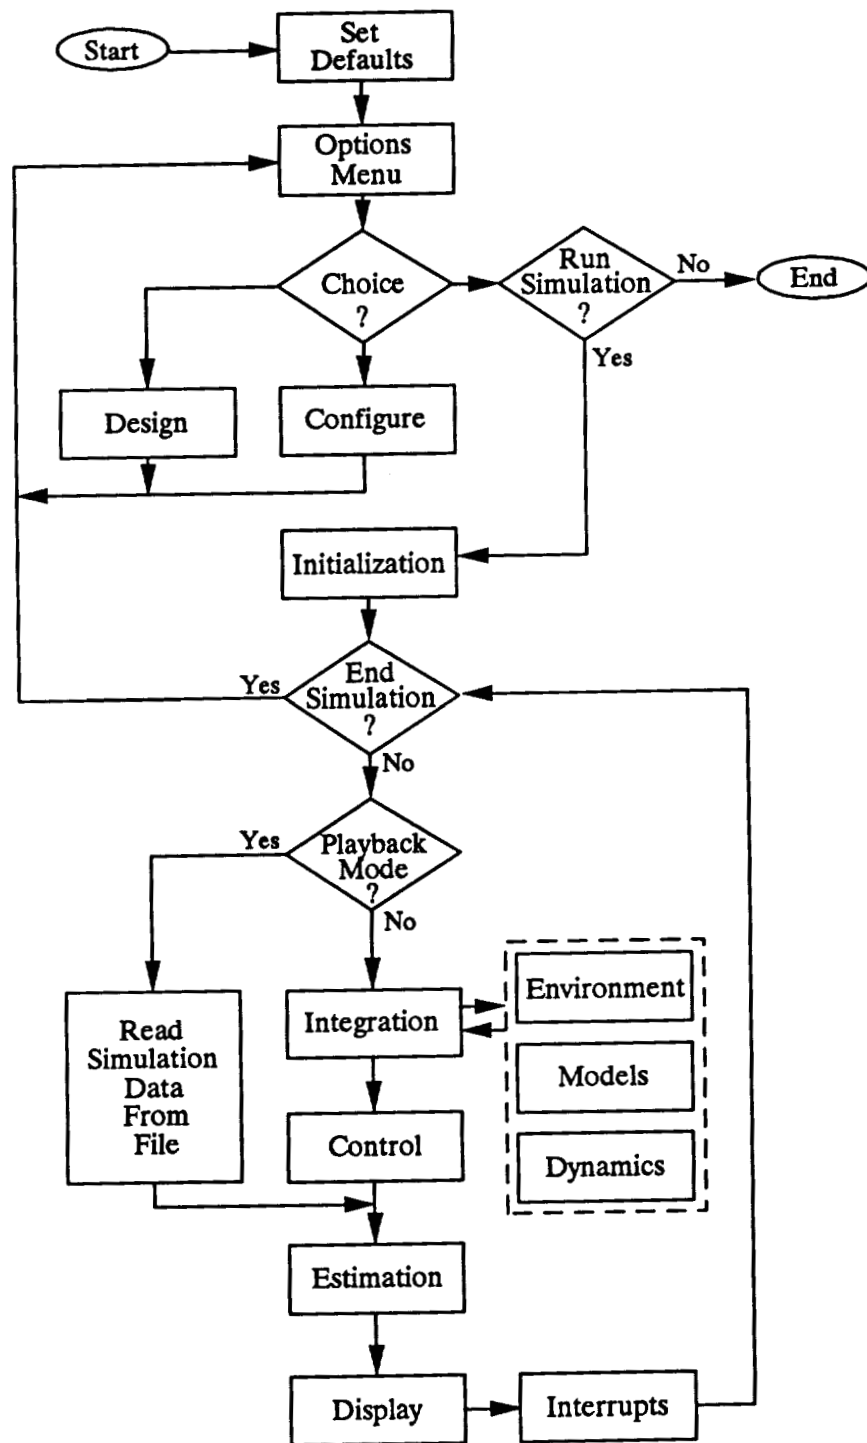 Start
Set
Defaults
Options
Menu
Choice
?
Run
Simulation
?
No
End
Yes
Design
Configure
Initialization
End
Simulation
?
Yes
No
Playback
Mode
?
Yes
No
Read
Simulation
Data
From
File
Integration
Environment
Models
Dynamics
Control
Estimation
Display
Interrupts